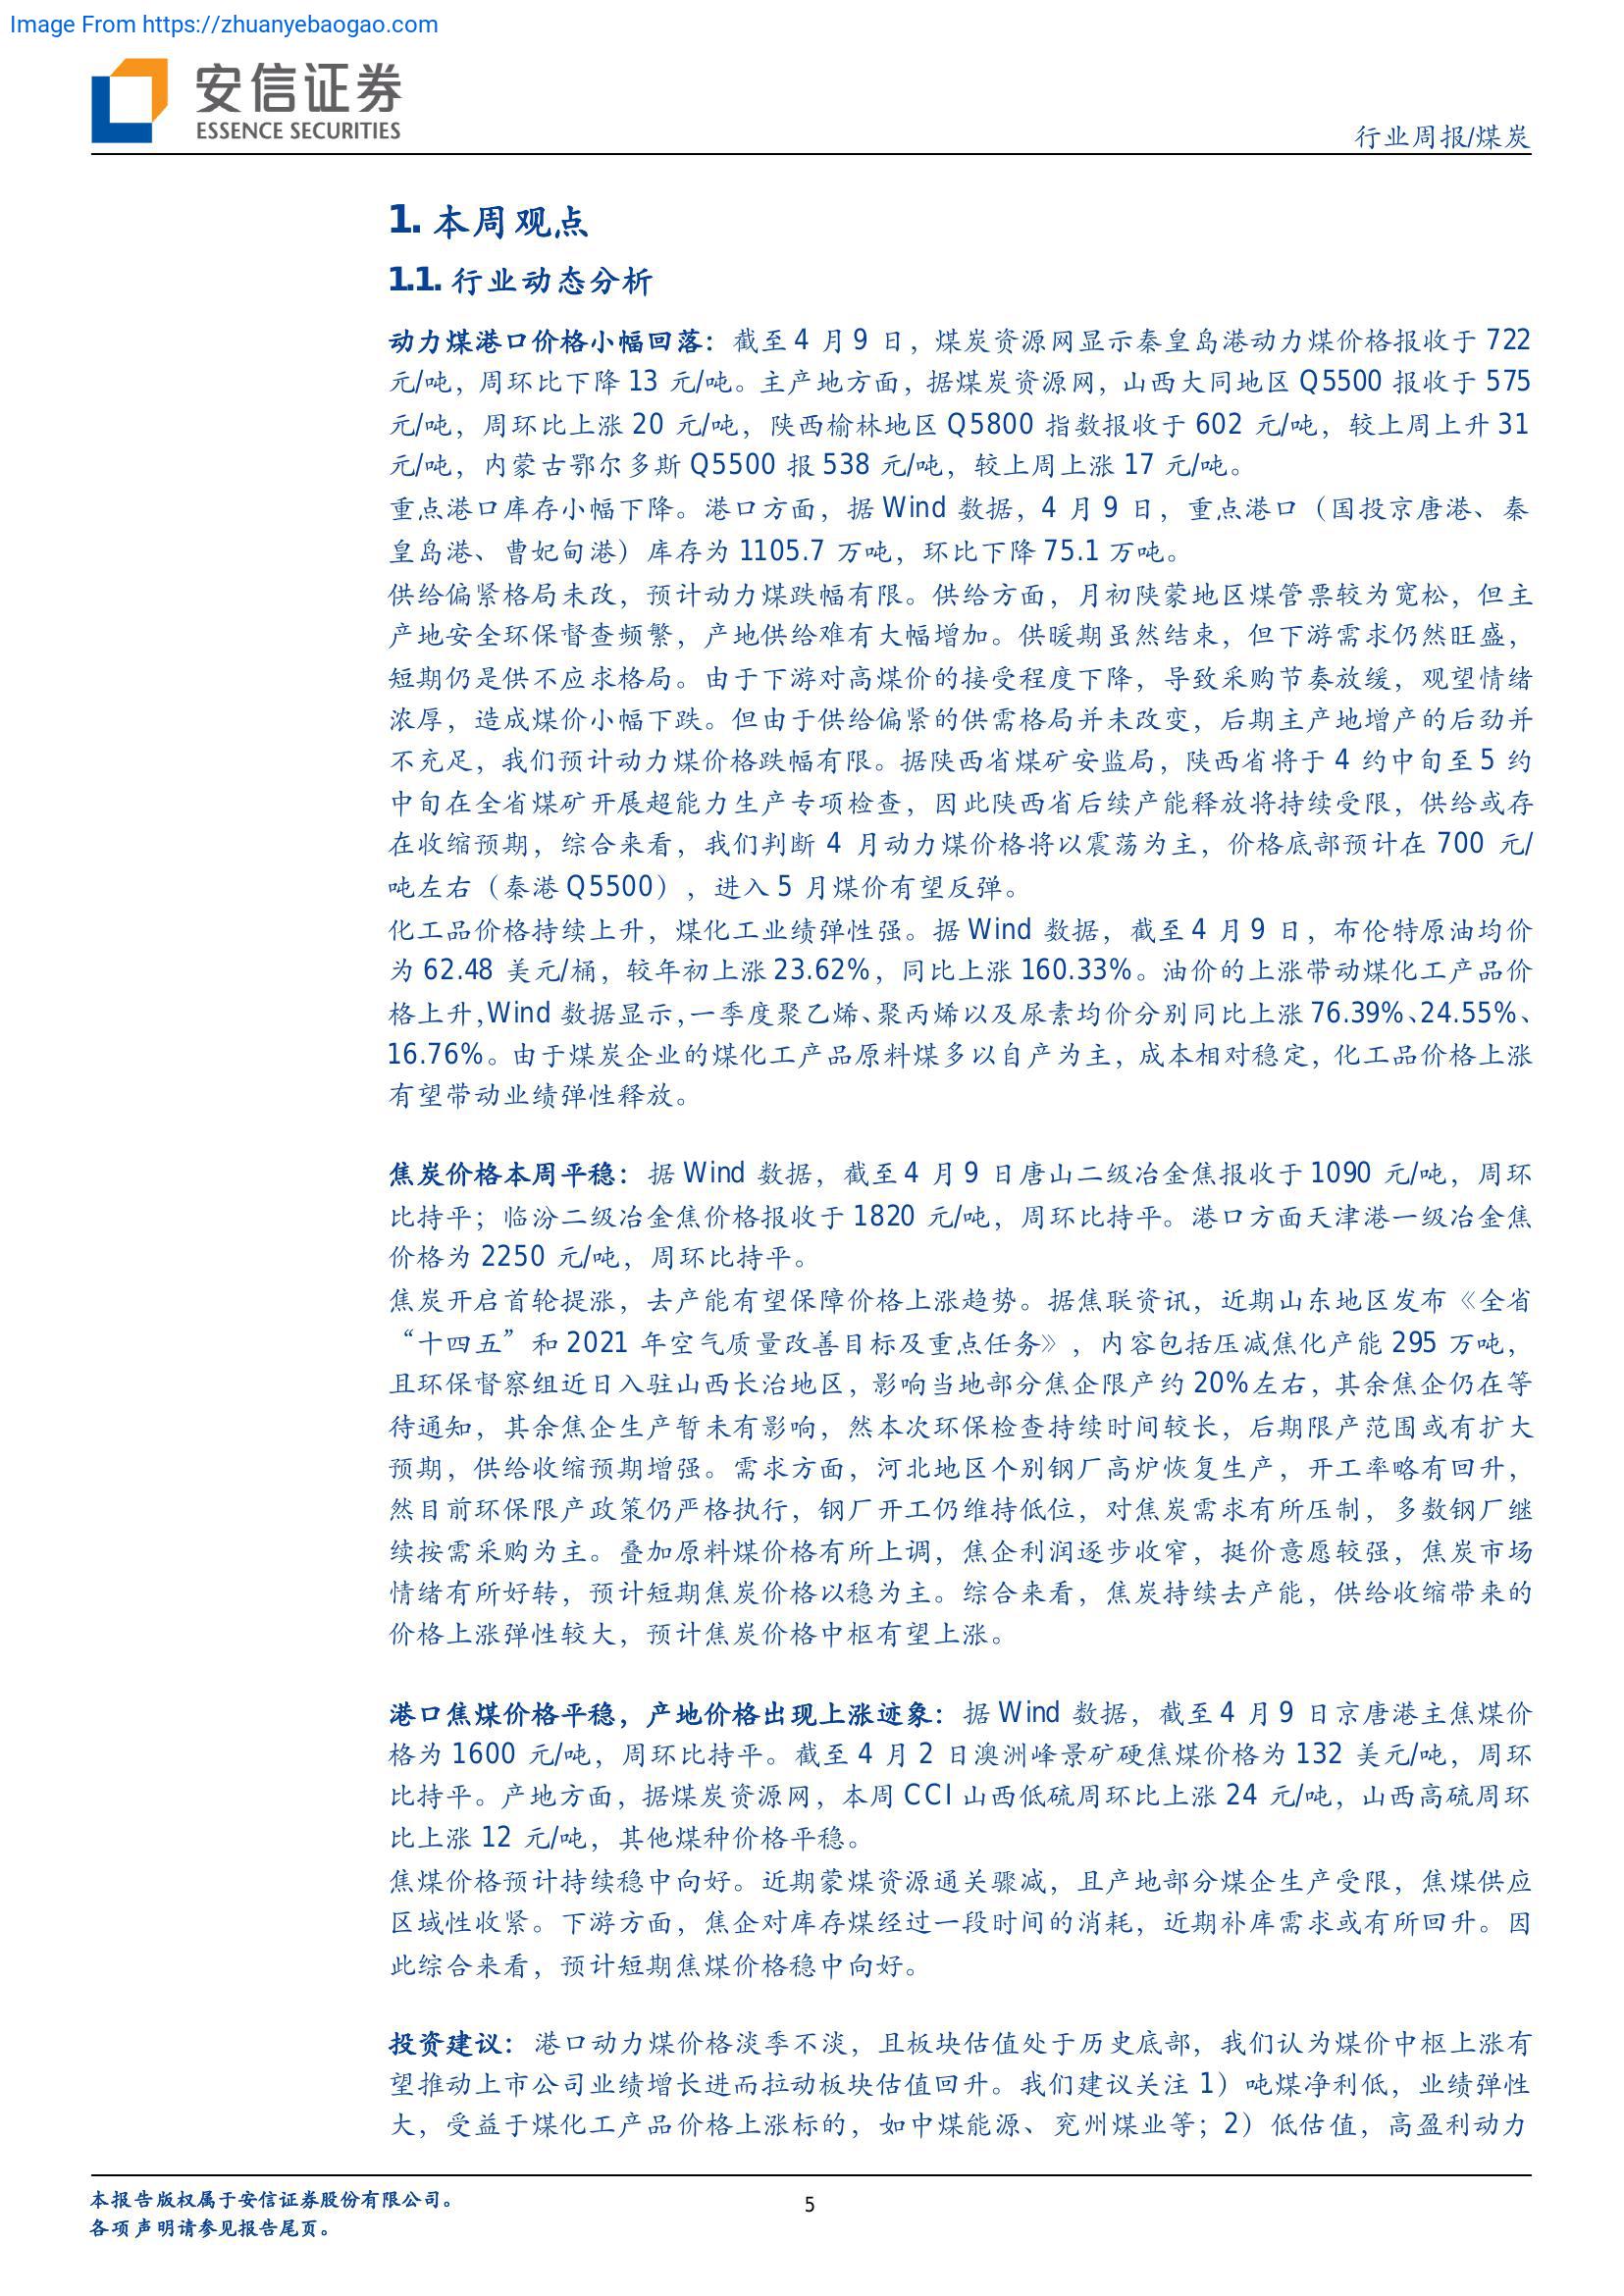 Image From https://zhuanyebaogao.com
安信证券
ESSENCE SECURITIES
行业周报/煤炭
1. 本周观点
1.1. 行业动态分析
动力煤港口价格小幅回落：截至 4 月 9 日，煤炭资源网显示秦皇岛港动力煤价格报收于 722
元/吨，周环比下降 13 元/吨。主产地方面，据煤炭资源网，山西大同地区 Q5500 报收于 575
元/吨，周环比上涨 20 元/吨，陕西榆林地区 Q5800 指数报收于 602 元/吨，较上周上升 31
元/吨，内蒙古鄂尔多斯 Q5500 报 538 元/吨，较上周上涨 17 元/吨。
重点港口库存小幅下降。港口方面，据 Wind 数据，4 月 9 日，重点港口（国投京唐港、秦
皇岛港、曹妃甸港）库存为 1105.7 万吨，环比下降 75.1 万吨。
供给偏紧格局未改，预计动力煤跌幅有限。供给方面，月初陕蒙地区煤管票较为宽松，但主
产地安全环保督查频繁，产地供给难有大幅增加。供暖期虽然结束，但下游需求仍然旺盛，
短期仍是供不应求格局。由于下游对高煤价的接受程度下降，导致采购节奏放缓，观望情绪
浓厚，造成煤价小幅下跌。但由于供给偏紧的供需格局并未改变，后期主产地增产的后劲并
不充足，我们预计动力煤价格跌幅有限。据陕西省煤矿安监局，陕西省将于 4 约中旬至 5 约
中旬在全省煤矿开展超能力生产专项检查，因此陕西省后续产能释放将持续受限，供给或存
在收缩预期，综合来看，我们判断 4 月动力煤价格将以震荡为主，价格底部预计在 700 元/
吨左右（秦港 Q5500），进入 5 月煤价有望反弹。
化工品价格持续上升，煤化工业绩弹性强。据 Wind 数据，截至 4 月 9 日，布伦特原油均价
为 62.48 美元/桶，较年初上涨 23.62%，同比上涨 160.33%。油价的上涨带动煤化工产品价
格上升，Wind 数据显示，一季度聚乙烯、聚丙烯以及尿素均价分别同比上涨 76.39%、24.55%、
16.76%。由于煤炭企业的煤化工产品原料煤多以自产为主，成本相对稳定，化工品价格上涨
有望带动业绩弹性释放。
焦炭价格本周平稳：据 Wind 数据，截至 4 月 9 日唐山二级冶金焦报收于 1090 元/吨，周环
比持平；临汾二级冶金焦价格报收于 1820 元/吨，周环比持平。港口方面天津港一级冶金焦
价格为 2250 元/吨，周环比持平。
焦炭开启首轮提涨，去产能有望保障价格上涨趋势。据焦联资讯，近期山东地区发布《全省
“十四五”和 2021 年空气质量改善目标及重点任务》，内容包括压减焦化产能 295 万吨，
且环保督察组近日入驻山西长治地区，影响当地部分焦企限产约 20%左右，其余焦企仍在等
待通知，其余焦企生产暂未有影响，然本次环保检查持续时间较长，后期限产范围或有扩大
预期，供给收缩预期增强。需求方面，河北地区个别钢厂高炉恢复生产，开工率略有回升，
然目前环保限产政策仍严格执行，钢厂开工仍维持低位，对焦炭需求有所压制，多数钢厂继
续按需采购为主。叠加原料煤价格有所上调，焦企利润逐步收窄，挺价意愿较强，焦炭市场
情绪有所好转，预计短期焦炭价格以稳为主。综合来看，焦炭持续去产能，供给收缩带来的
价格上涨弹性较大，预计焦炭价格中枢有望上涨。
港口焦煤价格平稳，产地价格出现上涨迹象：据 Wind 数据，截至 4 月 9 日京唐港主焦煤价
格为 1600 元/吨，周环比持平。截至 4 月 2 日澳洲峰景矿硬焦煤价格为 132 美元/吨，周环
比持平。产地方面，据煤炭资源网，本周 CCI 山西低硫周环比上涨 24 元/吨，山西高硫周环
比上涨 12 元/吨，其他煤种价格平稳。
焦煤价格预计持续稳中向好。近期蒙煤资源通关骤减，且产地部分煤企生产受限，焦煤供应
区域性收紧。下游方面，焦企对库存煤经过一段时间的消耗，近期补库需求或有所回升。因
此综合来看，预计短期焦煤价格稳中向好。
投资建议：港口动力煤价格淡季不淡，且板块估值处于历史底部，我们认为煤价中枢上涨有
望推动上市公司业绩增长进而拉动板块估值回升。我们建议关注 1）吨煤净利低，业绩弹性
大，受益于煤化工产品价格上涨标的，如中煤能源、兖州煤业等；2）低估值，高盈利动力
本报告版权属于安信证券股份有限公司。
各项声明请参见报告尾页。
5